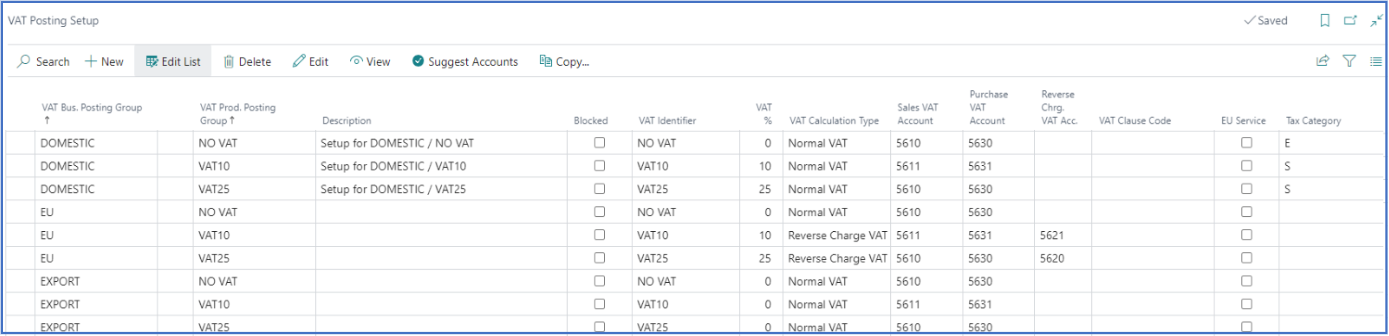 VAT Posting Setup Saved
Search New Edit List Delete Edit View Suggest Accounts Copy...
VAT Bus. Posting Group ↑ VAT Prod. Posting Group ↑ Description Blocked VAT Identifier VAT % VAT Calculation Type Sales VAT Account Purchase VAT Account Reverse Chrg. VAT Acc. VAT Clause Code EU Service Tax Category
DOMESTIC NO VAT Setup for DOMESTIC / NO VAT NO VAT 0 Normal VAT 5610 5630 E
DOMESTIC VAT10 Setup for DOMESTIC / VAT10 VAT10 10 Normal VAT 5611 5631 S
DOMESTIC VAT25 Setup for DOMESTIC / VAT25 VAT25 25 Normal VAT 5610 5630 S
EU NO VAT NO VAT 0 Normal VAT 5610 5630
EU VAT10 VAT10 10 Reverse Charge VAT 5611 5631 5621
EU VAT25 VAT25 25 Reverse Charge VAT 5610 5630 5620
EXPORT NO VAT NO VAT 0 Normal VAT 5610 5630
EXPORT VAT10 VAT10 0 Normal VAT 5611 5631
EXPORT VAT25 VAT25 0 Normal VAT 5610 5630